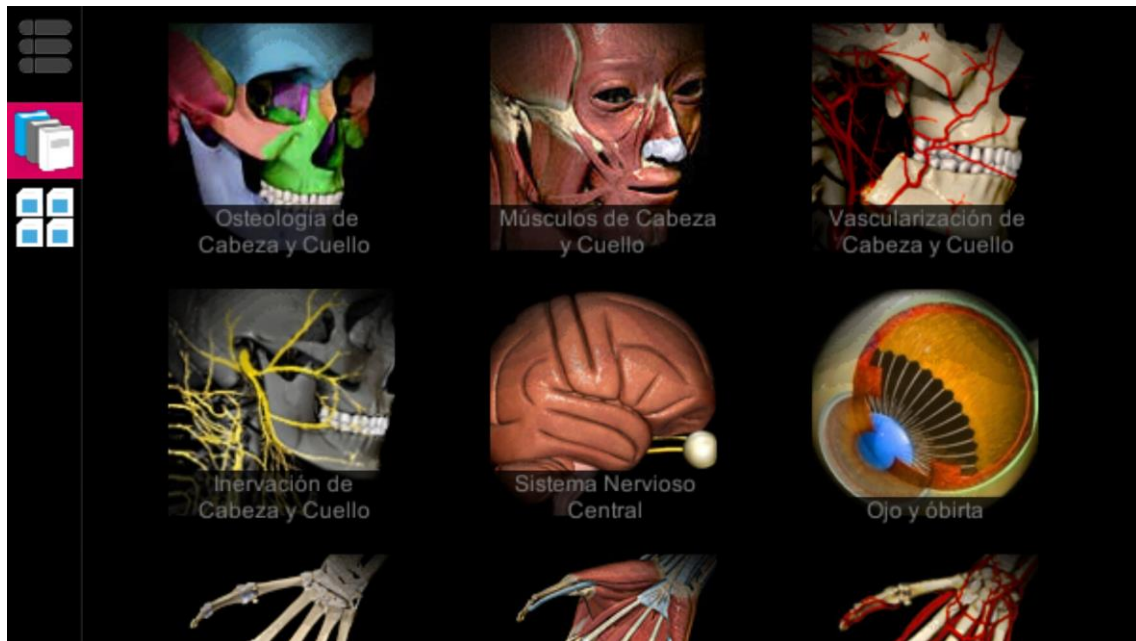 Osteología de
Cabeza y Cuello
Músculos de Cabeza
y Cuello
Vascularización de
Cabeza y Cuello
Inervación de
Cabeza y Cuello
Sistema Nervioso
Central
Ojo y óbirta